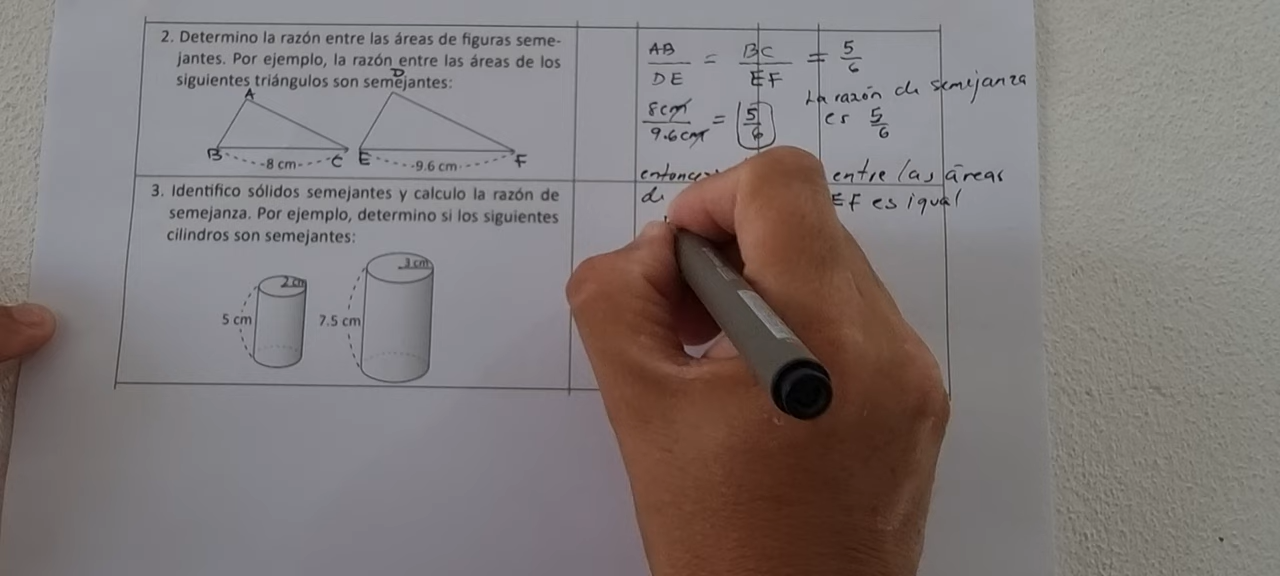 2. Determino la razón entre las áreas de figuras seme-
jantes. Por ejemplo, la razón entre las áreas de los
siguientes triángulos son semejantes:
A D
B 8 cm C E 9.6 cm F
3. Identifico sólidos semejantes y calculo la razón de
semejanza. Por ejemplo, determino si los siguientes
cilindros son semejantes:
2 cm 3 cm
5 cm 7.5 cm
AB/DE = BC/EF = 5/6
8cm/9.6cm = 5/6
La razón de semejanza
es 5/6
entre las áreas
de EF es igual